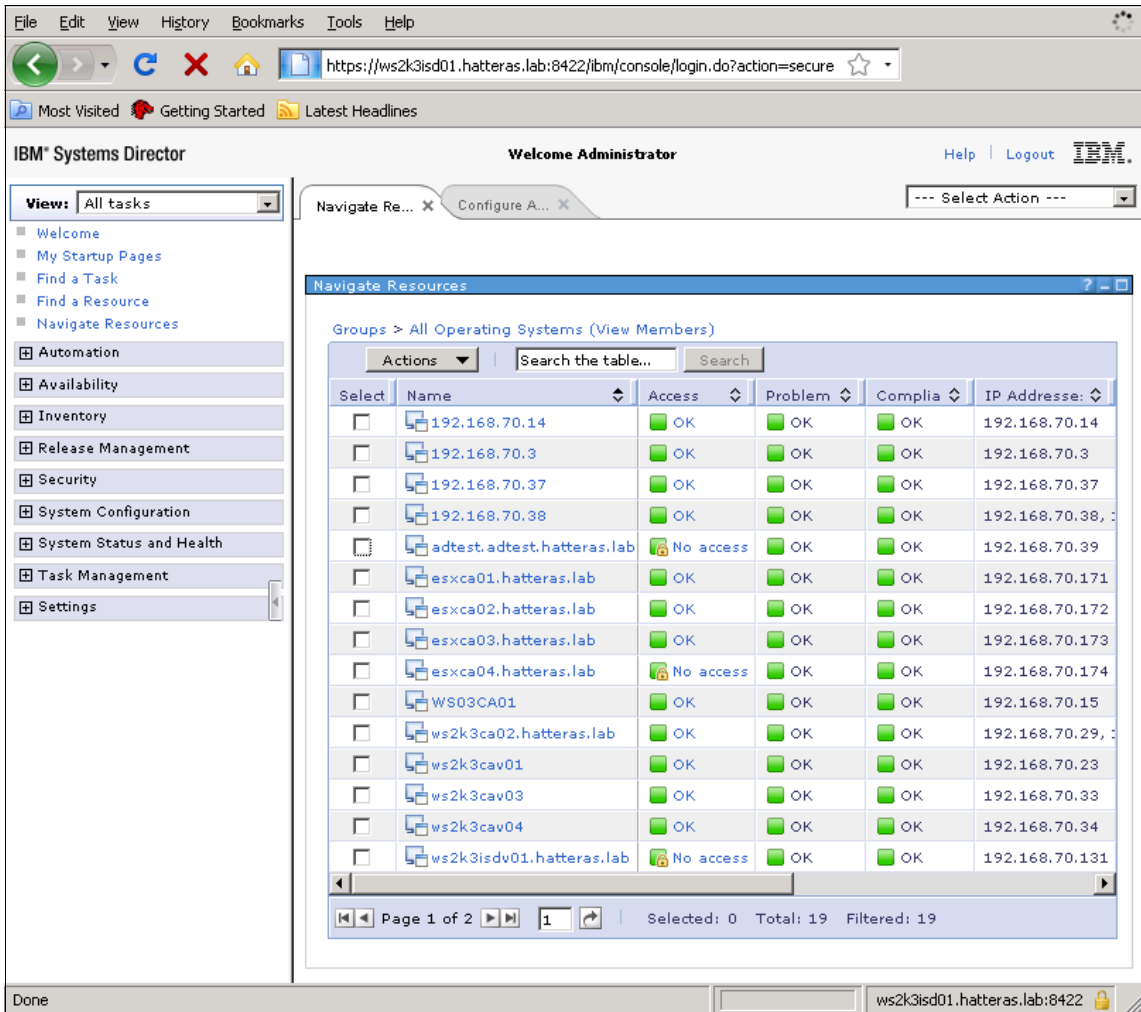 File Edit View History Bookmarks Tools Help
https://ws2k3isd01.hatteras.lab:8422/ibm/console/login.do?action=secure
Most Visited Getting Started Latest Headlines
IBM® Systems Director Welcome Administrator Help | Logout IBM.
View: All tasks
Welcome
My Startup Pages
Find a Task
Find a Resource
Navigate Resources
Automation
Availability
Inventory
Release Management
Security
System Configuration
System Status and Health
Task Management
Settings
Navigate Re... Configure A... --- Select Action ---
Navigate Resources
Groups > All Operating Systems (View Members)
Actions Search the table... Search
Select Name Access Problem Complia IP Addresse:
192.168.70.14 OK OK OK 192.168.70.14
192.168.70.3 OK OK OK 192.168.70.3
192.168.70.37 OK OK OK 192.168.70.37
192.168.70.38 OK OK OK 192.168.70.38,
adtest.adtest.hatteras.lab No access OK OK 192.168.70.39
esxca01.hatteras.lab OK OK OK 192.168.70.171
esxca02.hatteras.lab OK OK OK 192.168.70.172
esxca03.hatteras.lab OK OK OK 192.168.70.173
esxca04.hatteras.lab No access OK OK 192.168.70.174
WS03CA01 OK OK OK 192.168.70.15
ws2k3ca02.hatteras.lab OK OK OK 192.168.70.29,
ws2k3cav01 OK OK OK 192.168.70.23
ws2k3cav03 OK OK OK 192.168.70.33
ws2k3cav04 OK OK OK 192.168.70.34
ws2k3isdv01.hatteras.lab No access OK OK 192.168.70.131
Page 1 of 2 1 Selected: 0 Total: 19 Filtered: 19
Done ws2k3isd01.hatteras.lab:8422